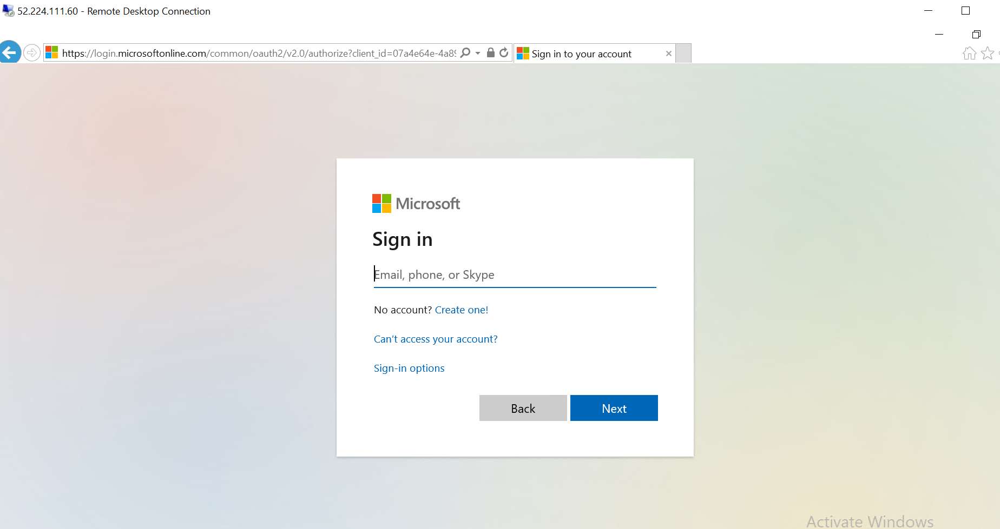 52.224.111.60 - Remote Desktop Connection
https://login.microsoftonline.com/common/oauth2/v2.0/authorize?client_id=07a4e64e-4a89
Sign in to your account
Microsoft
Sign in
Email, phone, or Skype
No account? Create one!
Can't access your account?
Sign-in options
Back Next
Activate Windows